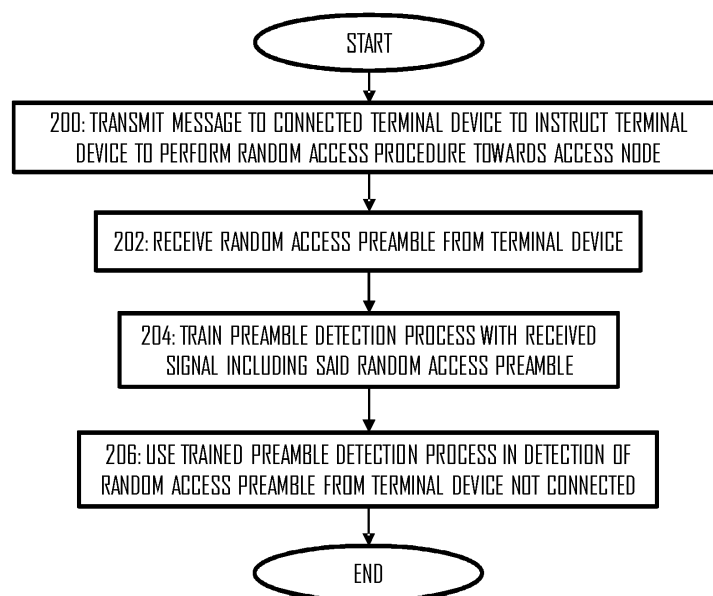 START
200: TRANSMIT MESSAGE TO CONNECTED TERMINAL DEVICE TO INSTRUCT TERMINAL
DEVICE TO PERFORM RANDOM ACCESS PROCEDURE TOWARDS ACCESS NODE
202: RECEIVE RANDOM ACCESS PREAMBLE FROM TERMINAL DEVICE
204: TRAIN PREAMBLE DETECTION PROCESS WITH RECEIVED
SIGNAL INCLUDING SAID RANDOM ACCESS PREAMBLE
206: USE TRAINED PREAMBLE DETECTION PROCESS IN DETECTION OF
RANDOM ACCESS PREAMBLE FROM TERMINAL DEVICE NOT CONNECTED
END